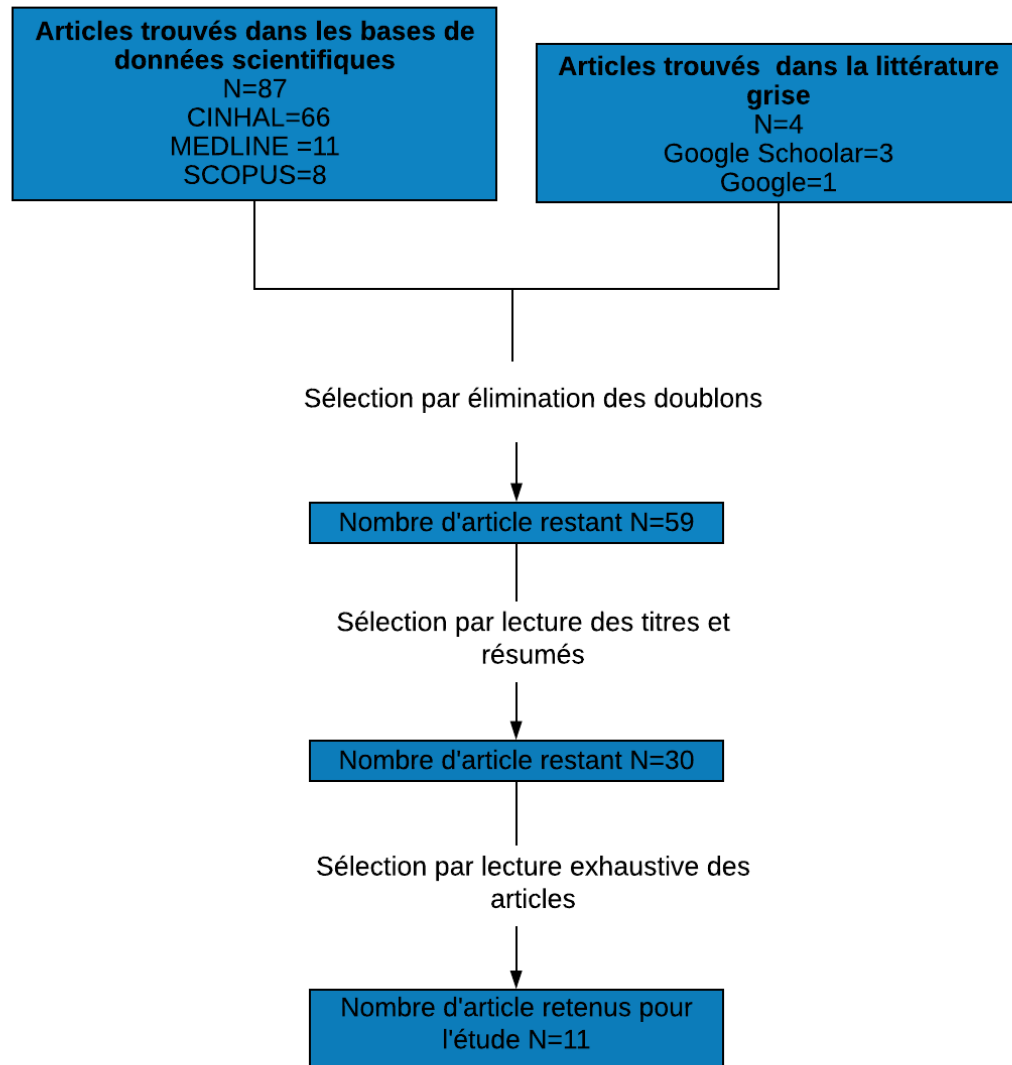 Articles trouvés dans les bases de
données scientifiques
N=87
CINHAL=66
MEDLINE =11
SCOPUS=8
Articles trouvés  dans la littérature
grise
N=4
Google Schoolar=3
Google=1
Sélection par élimination des doublons
Nombre d'article restant N=59
Sélection par lecture des titres et
résumés
Nombre d'article restant N=30
Sélection par lecture exhaustive des
articles
Nombre d'article retenus pour
l'étude N=11